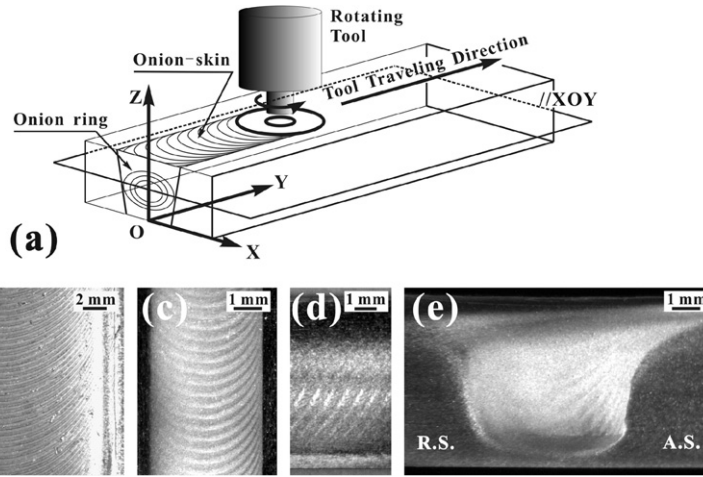 Rotating
Tool
Onion-skin
Tool Traveling Direction
Z
//XOY
Onion ring
Y
O
X
(a)
2 mm
(c)
1 mm
(d)
1 mm
(e)
1 mm
R.S.
A.S.